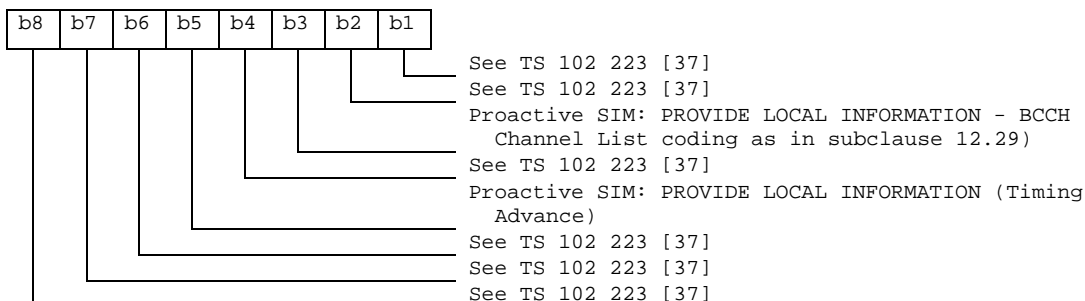 b8 b7 b6 b5 b4 b3 b2 b1
See TS 102 223 [37]
See TS 102 223 [37]
Proactive SIM: PROVIDE LOCAL INFORMATION - BCCH
Channel List coding as in subclause 12.29)
See TS 102 223 [37]
Proactive SIM: PROVIDE LOCAL INFORMATION (Timing
Advance)
See TS 102 223 [37]
See TS 102 223 [37]
See TS 102 223 [37]